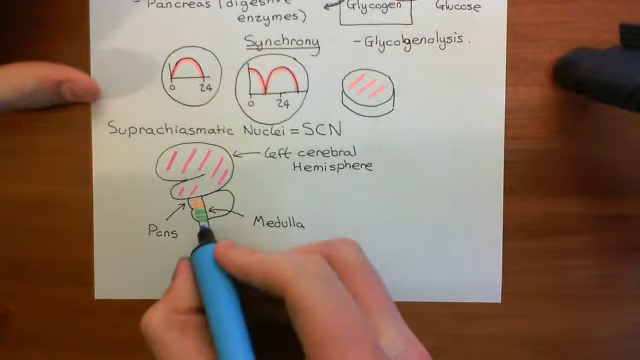 - Pancreas (digestive
enzymes)
Glycogen
Glucose
Synchrony
- Glycogenolysis.
0 24
0 24
Suprachiasmatic Nuclei = SCN
Left cerebral
Hemisphere
Pons
Medulla